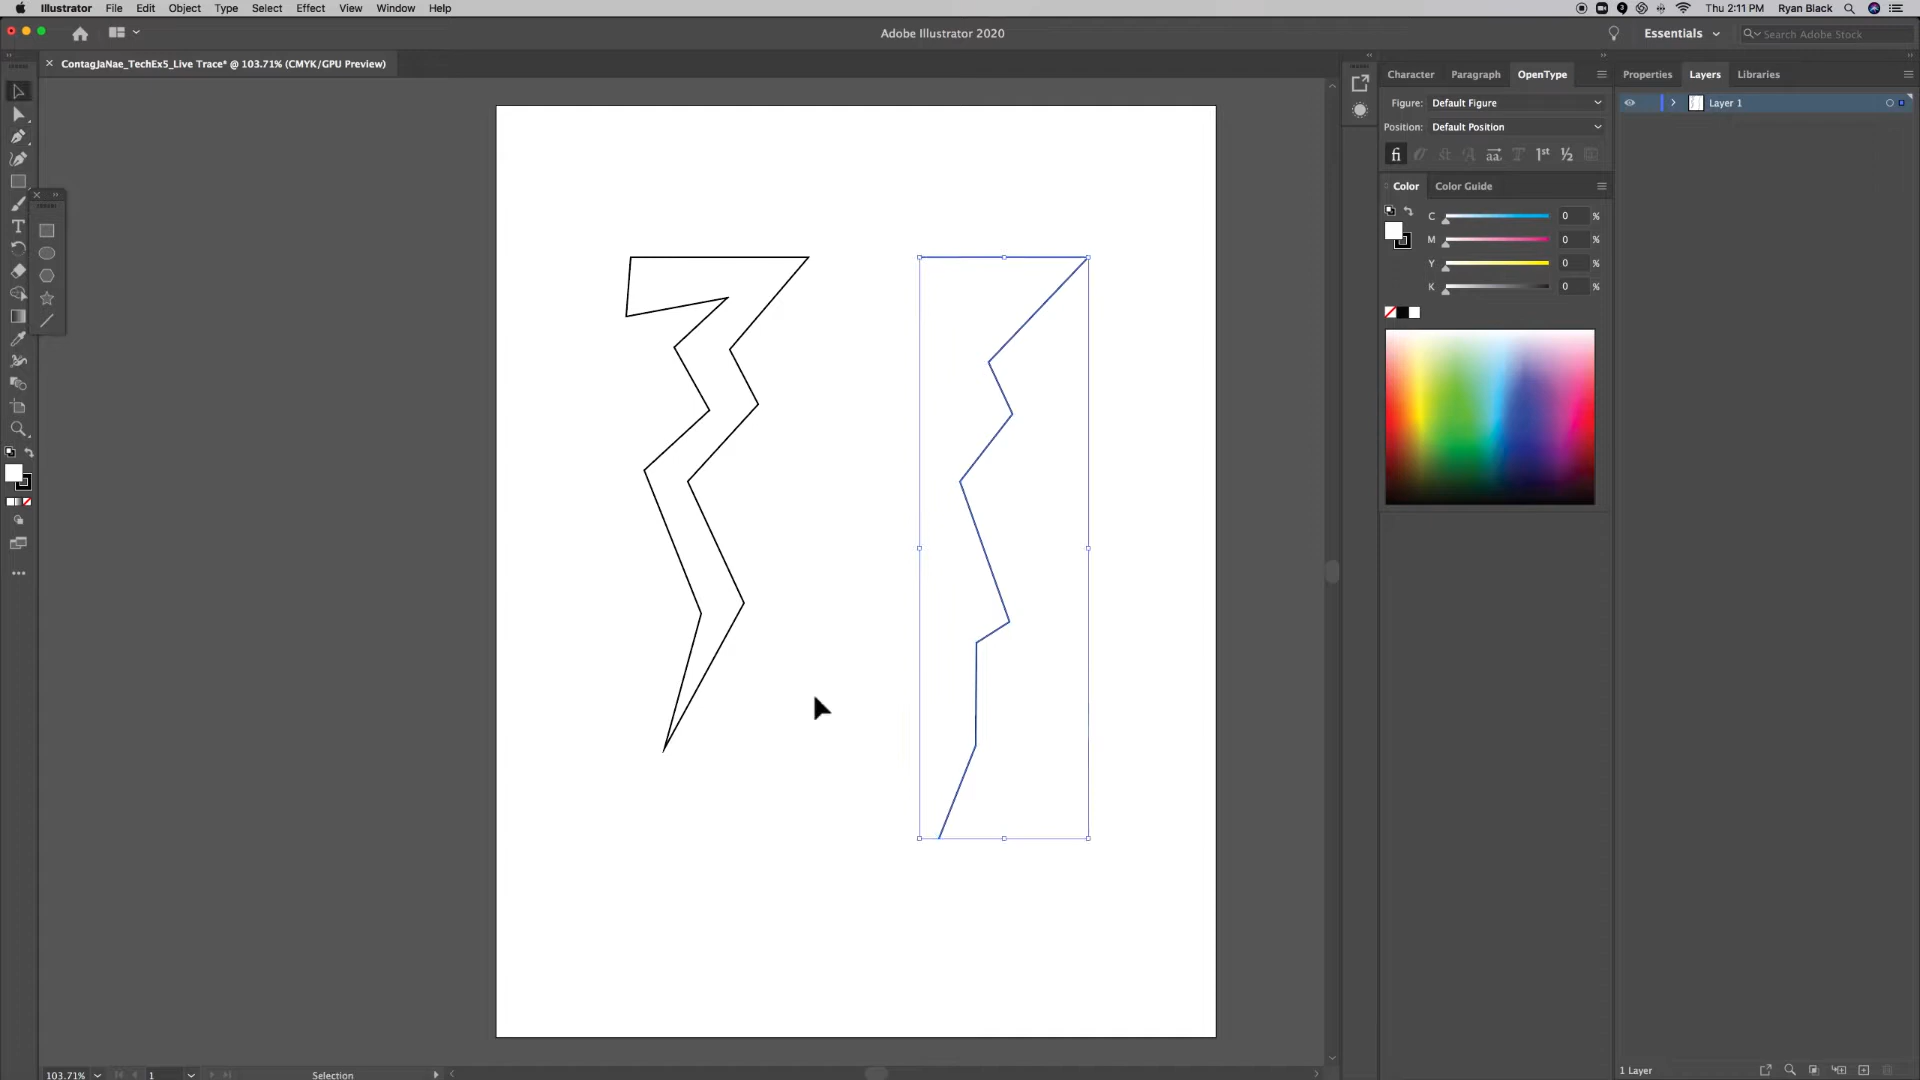 Illustrator File Edit Object Type Select Effect View Window Help
Thu 2:11 PM Ryan Black
Adobe Illustrator 2020
Essentials
Search Adobe Stock
ContagJaNae_TechEx5_Live Trace* @ 103.71% (CMYK/GPU Preview)
Character Paragraph OpenType
Properties Layers Libraries
Figure: Default Figure
Layer 1
Position: Default Position
Color Color Guide
C 0 %
M 0 %
Y 0 %
K 0 %
103.71% 1 Selection
1 Layer